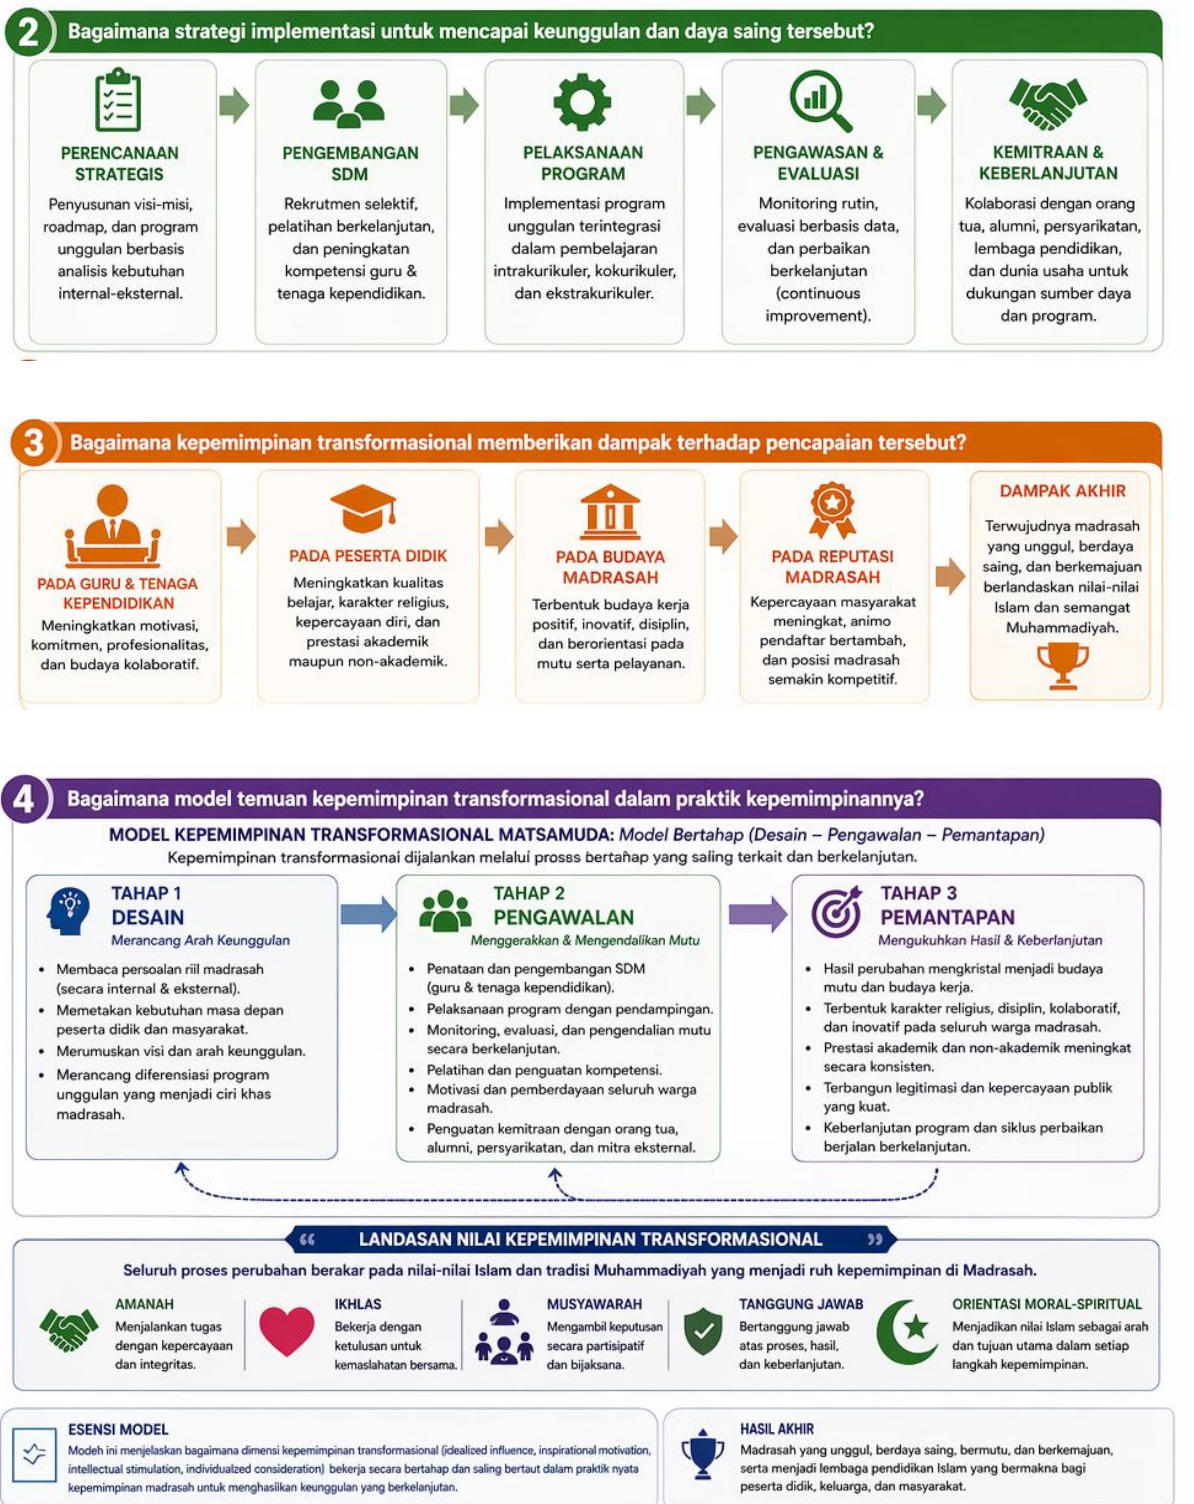 2 Bagaimana strategi implementasi untuk mencapai keunggulan dan daya saing tersebut?
PERENCANAAN
STRATEGIS
Penyusunan visi-misi,
roadmap, dan program
unggulan berbasis
analisis kebutuhan
internal-eksternal.
PENGEMBANGAN
SDM
Rekrutmen selektif,
pelatihan berkelanjutan,
dan peningkatan
kompetensi guru &
tenaga kependidikan.
PELAKSANAAN
PROGRAM
Implementasi program
unggulan terintegrasi
dalam pembelajaran
intrakurikuler, kokurikuler,
dan ekstrakurikuler.
PENGAWASAN &
EVALUASI
Monitoring rutin,
evaluasi berbasis data,
dan perbaikan
berkelanjutan
(continuous
improvement).
KEMITRAAN &
KEBERLANJUTAN
Kolaborasi dengan orang
tua, alumni, persyarikatan,
lembaga pendidikan,
dan dunia usaha untuk
dukungan sumber daya
dan program.
3 Bagaimana kepemimpinan transformasional memberikan dampak terhadap pencapaian tersebut?
PADA GURU & TENAGA
KEPENDIDIKAN
Meningkatkan motivasi,
komitmen, profesionalitas,
dan budaya kolaboratif.
PADA PESERTA DIDIK
Meningkatkan kualitas
belajar, karakter religius,
kepercayaan diri, dan
prestasi akademik
maupun non-akademik.
PADA BUDAYA
MADRASAH
Terbentuk budaya kerja
positif, inovatif, disiplin,
dan berorientasi pada
mutu serta pelayanan.
PADA REPUTASI
MADRASAH
Kepercayaan masyarakat
meningkat, animo
pendaftar bertambah,
dan posisi madrasah
semakin kompetitif.
DAMPAK AKHIR
Terwujudnya madrasah
yang unggul, berdaya
saing, dan berkemajuan
berlandaskan nilai-nilai
Islam dan semangat
Muhammadiyah.
4 Bagaimana model temuan kepemimpinan transformasional dalam praktik kepemimpinannya?
MODEL KEPEMIMPINAN TRANSFORMASIONAL MATSAMUDA: Model Bertahap (Desain – Pengawalan – Pemantapan)
Kepemimpinan transformasionai dijalankan melalui prosss bertahap yang saling terkait dan berkelanjutan.
TAHAP 1
DESAIN
Merancang Arah Keunggulan
• Membaca persoalan riil madrasah
(secara internal & eksternal).
• Memetakan kebutuhan masa depan
peserta didik dan masyarakat.
• Merumuskan visi dan arah keunggulan.
• Merancang diferensiasi program
unggulan yang menjadi ciri khas
madrasah.
TAHAP 2
PENGAWALAN
Menggerakkan & Mengendalikan Mutu
• Penataan dan pengembangan SDM
(guru & tenaga kependidikan).
• Pelaksanaan program dengan pendampingan.
• Monitoring, evaluasi, dan pengendalian mutu
secara berkelanjutan.
• Pelatihan dan penguatan kompetensi.
• Motivasi dan pemberdayaan seluruh warga
madrasah.
• Penguatan kemitraan dengan orang tua,
alumni, persyarikatan, dan mitra eksternal.
TAHAP 3
PEMANTAPAN
Mengukuhkan Hasil & Keberlanjutan
• Hasil perubahan mengkristal menjadi budaya
mutu dan budaya kerja.
• Terbentuk karakter religius, disiplin, kolaboratif,
dan inovatif pada seluruh warga madrasah.
• Prestasi akademik dan non-akademik meningkat
secara konsisten.
• Terbangun legitimasi dan kepercayaan publik
yang kuat.
• Keberlanjutan program dan siklus perbaikan
berjalan berkelanjutan.
“ LANDASAN NILAI KEPEMIMPINAN TRANSFORMASIONAL ”
Seluruh proses perubahan berakar pada nilai-nilai Islam dan tradisi Muhammadiyah yang menjadi ruh kepemimpinan di Madrasah.
AMANAH
Menjalankan tugas
dengan kepercayaan
dan integritas.
IKHLAS
Bekerja dengan
ketulusan untuk
kemaslahatan bersama.
MUSYAWARAH
Mengambil keputusan
secara partisipatif
dan bijaksana.
TANGGUNG JAWAB
Bertanggung jawab
atas proses, hasil,
dan keberlanjutan.
ORIENTASI MORAL-SPIRITUAL
Menjadikan nilai Islam sebagai arah
dan tujuan utama dalam setiap
langkah kepemimpinan.
ESENSI MODEL
Modeh ini menjelaskan bagaimana dimensi kepemimpinan transformasional (idealized influence, inspirational motivation,
intellectual stimulation, individualzed consideration) bekerja secara bertahap dan saling bertaut dalam praktik nyata
kepemimpinan madrasah untuk menghasiikan keunggulan yang berkelanjutan.
HASIL AKHIR
Madrasah yang unggul, berdaya saing, bermutu, dan berkemajuan,
serta menjadi lembaga pendidikan Islam yang bermakna bagi
peserta didik, keluarga, dan masyarakat.